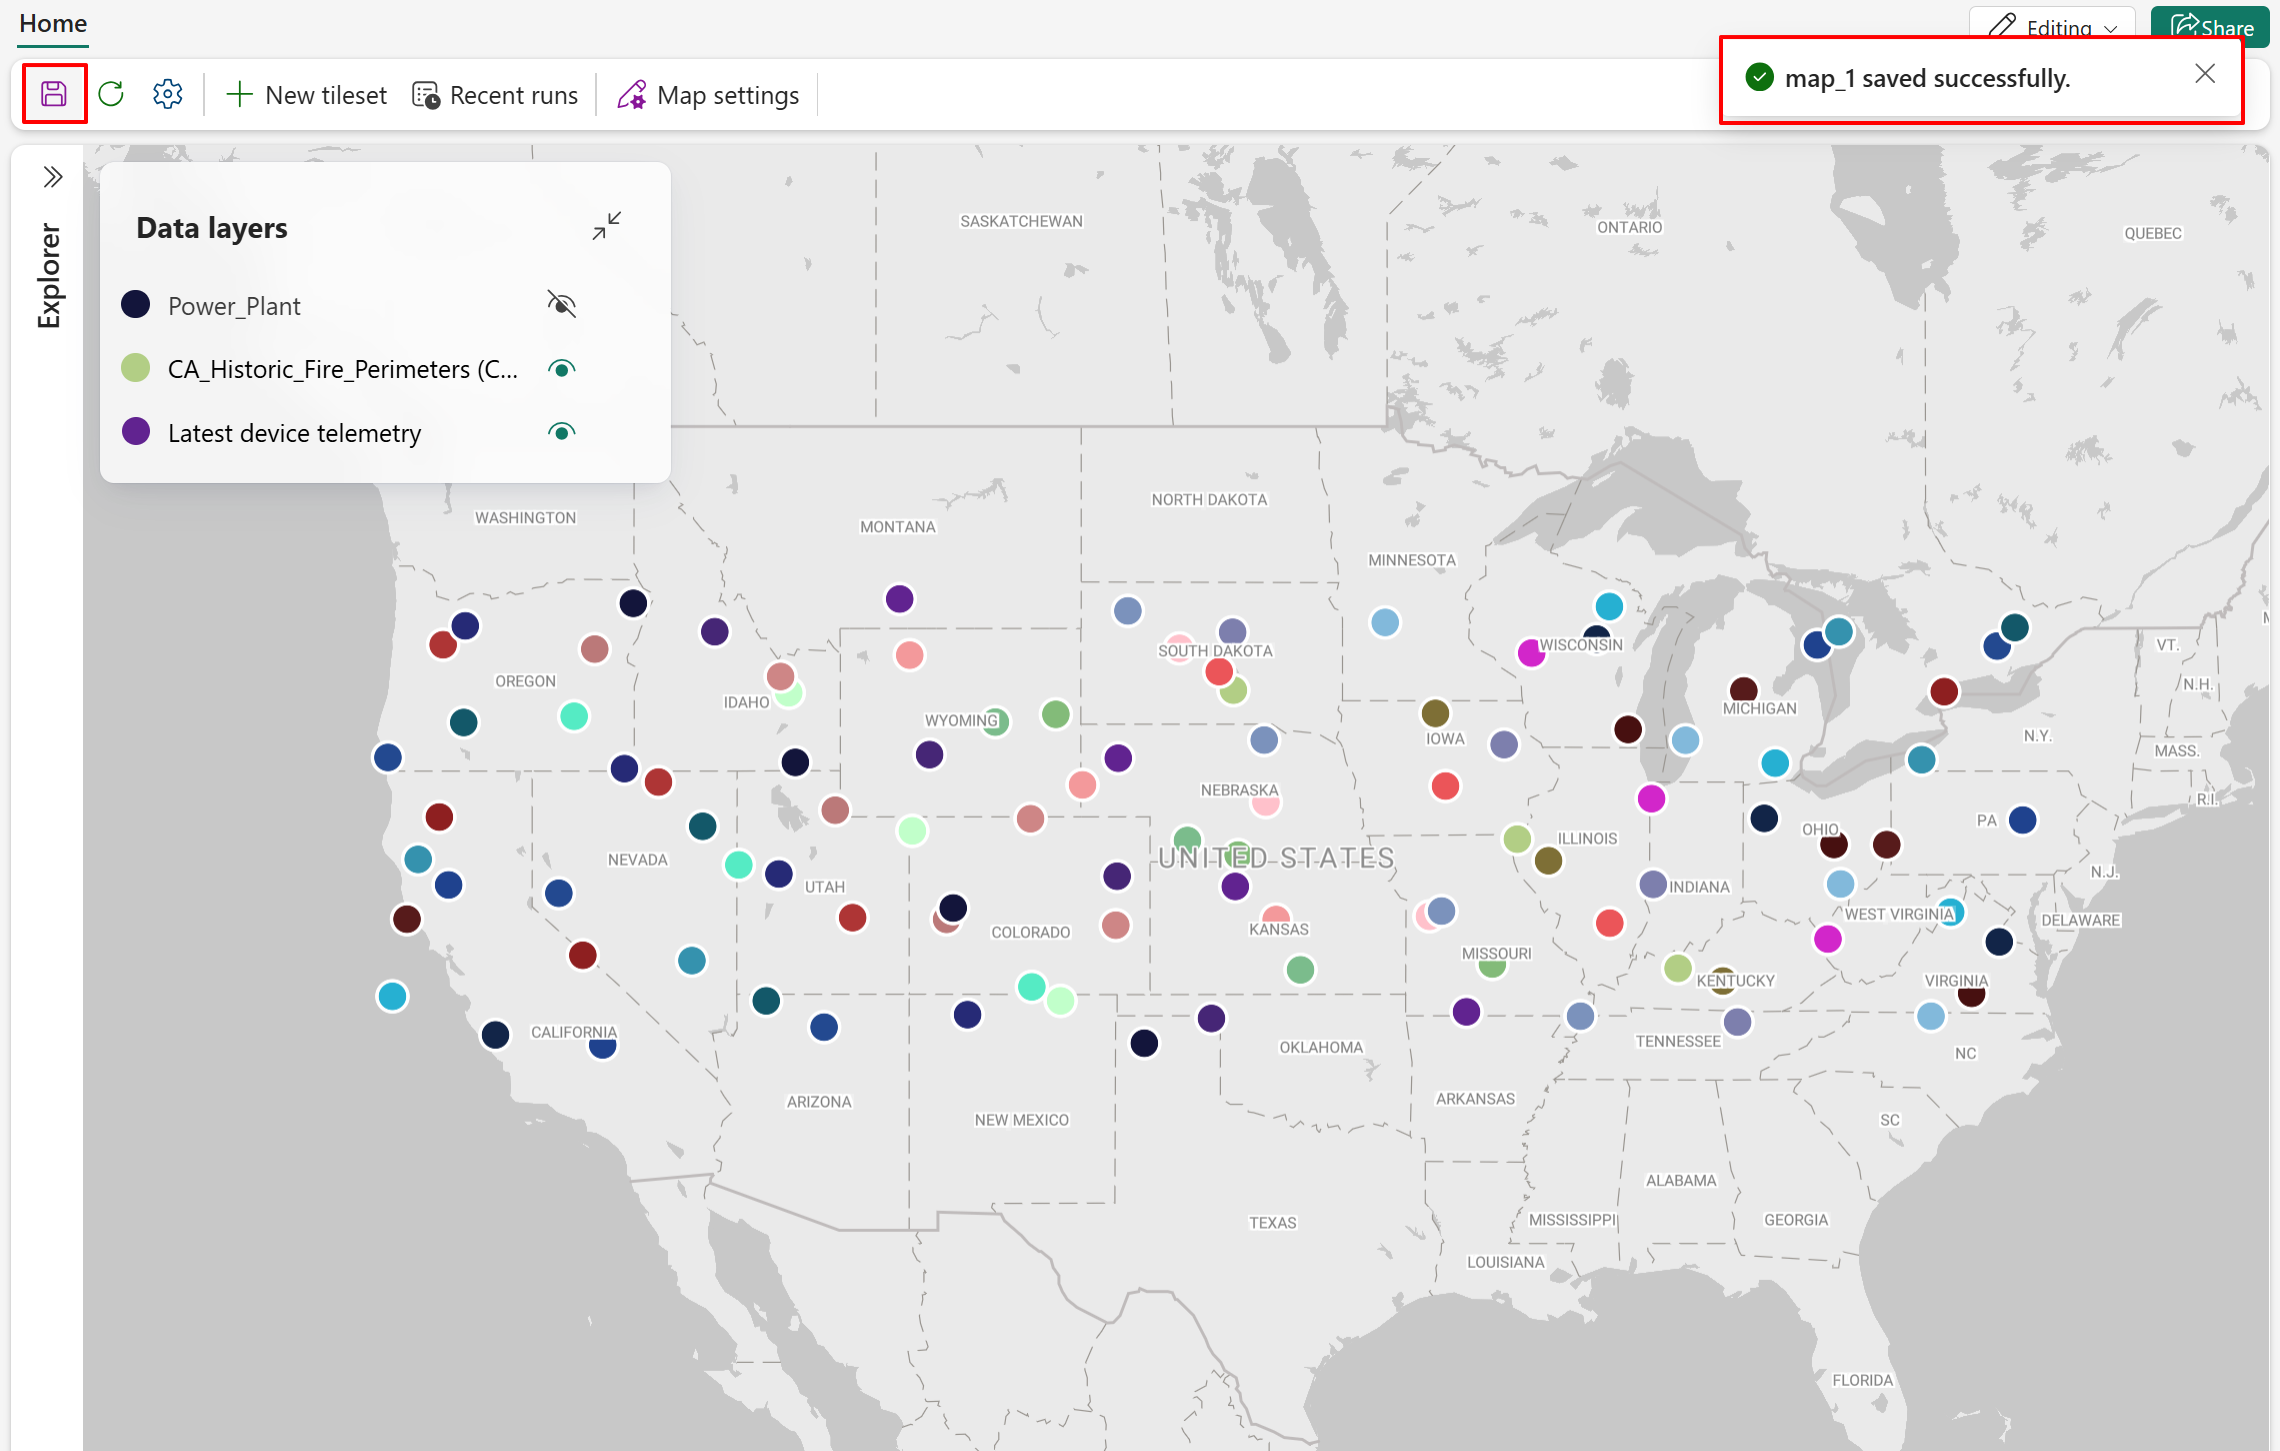 Home
Editing
Share
New tileset
Recent runs
Map settings
map_1 saved successfully.
Explorer
Data layers
Power_Plant
CA_Historic_Fire_Perimeters (C...
Latest device telemetry
SASKATCHEWAN
ONTARIO
QUEBEC
WASHINGTON
MONTANA
NORTH DAKOTA
MINNESOTA
OREGON
IDAHO
WYOMING
SOUTH DAKOTA
WISCONSIN
MICHIGAN
VT.
N.H.
N.Y.
MASS.
R.I.
IOWA
NEBRASKA
NEVADA
UTAH
COLORADO
UNITED STATES
KANSAS
ILLINOIS
INDIANA
OHIO
PA
N.J.
WEST VIRGINIA
DELAWARE
MISSOURI
KENTUCKY
VIRGINIA
CALIFORNIA
ARIZONA
NEW MEXICO
OKLAHOMA
TENNESSEE
NC
ARKANSAS
SC
ALABAMA
MISSISSIPPI
GEORGIA
TEXAS
LOUISIANA
FLORIDA